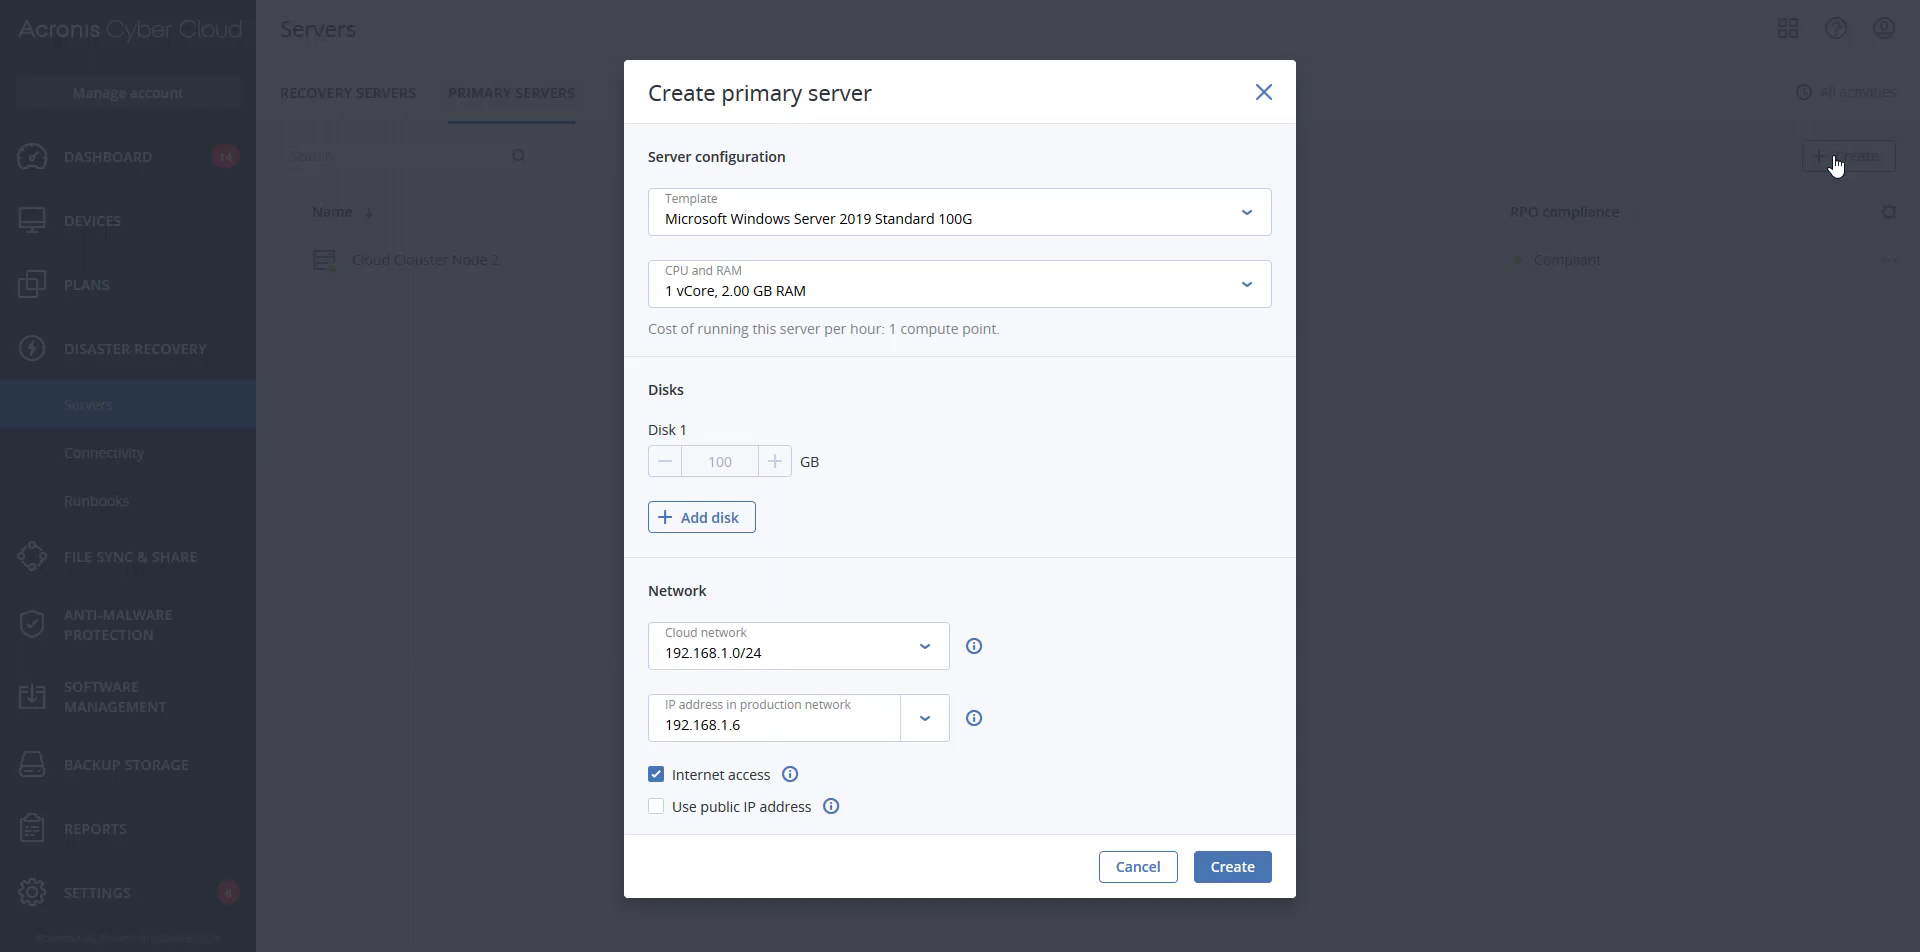 Acronis Cyber Cloud
Manage account
DASHBOARD
14
DEVICES
PLANS
DISASTER RECOVERY
Servers
Connectivity
Runbooks
FILE SYNC & SHARE
ANTI-MALWARE
PROTECTION
SOFTWARE
MANAGEMENT
BACKUP STORAGE
REPORTS
SETTINGS
8
Servers
RECOVERY SERVERS
PRIMARY SERVERS
All activities
Search
Create
Name
RPO compliance
Cloud Clouster Node 2
Compliant
Create primary server
Server configuration
Template
Microsoft Windows Server 2019 Standard 100G
CPU and RAM
1 vCore, 2.00 GB RAM
Cost of running this server per hour: 1 compute point.
Disks
Disk 1
100
GB
Add disk
Network
Cloud network
192.168.1.0/24
IP address in production network
192.168.1.6
Internet access
Use public IP address
Cancel
Create